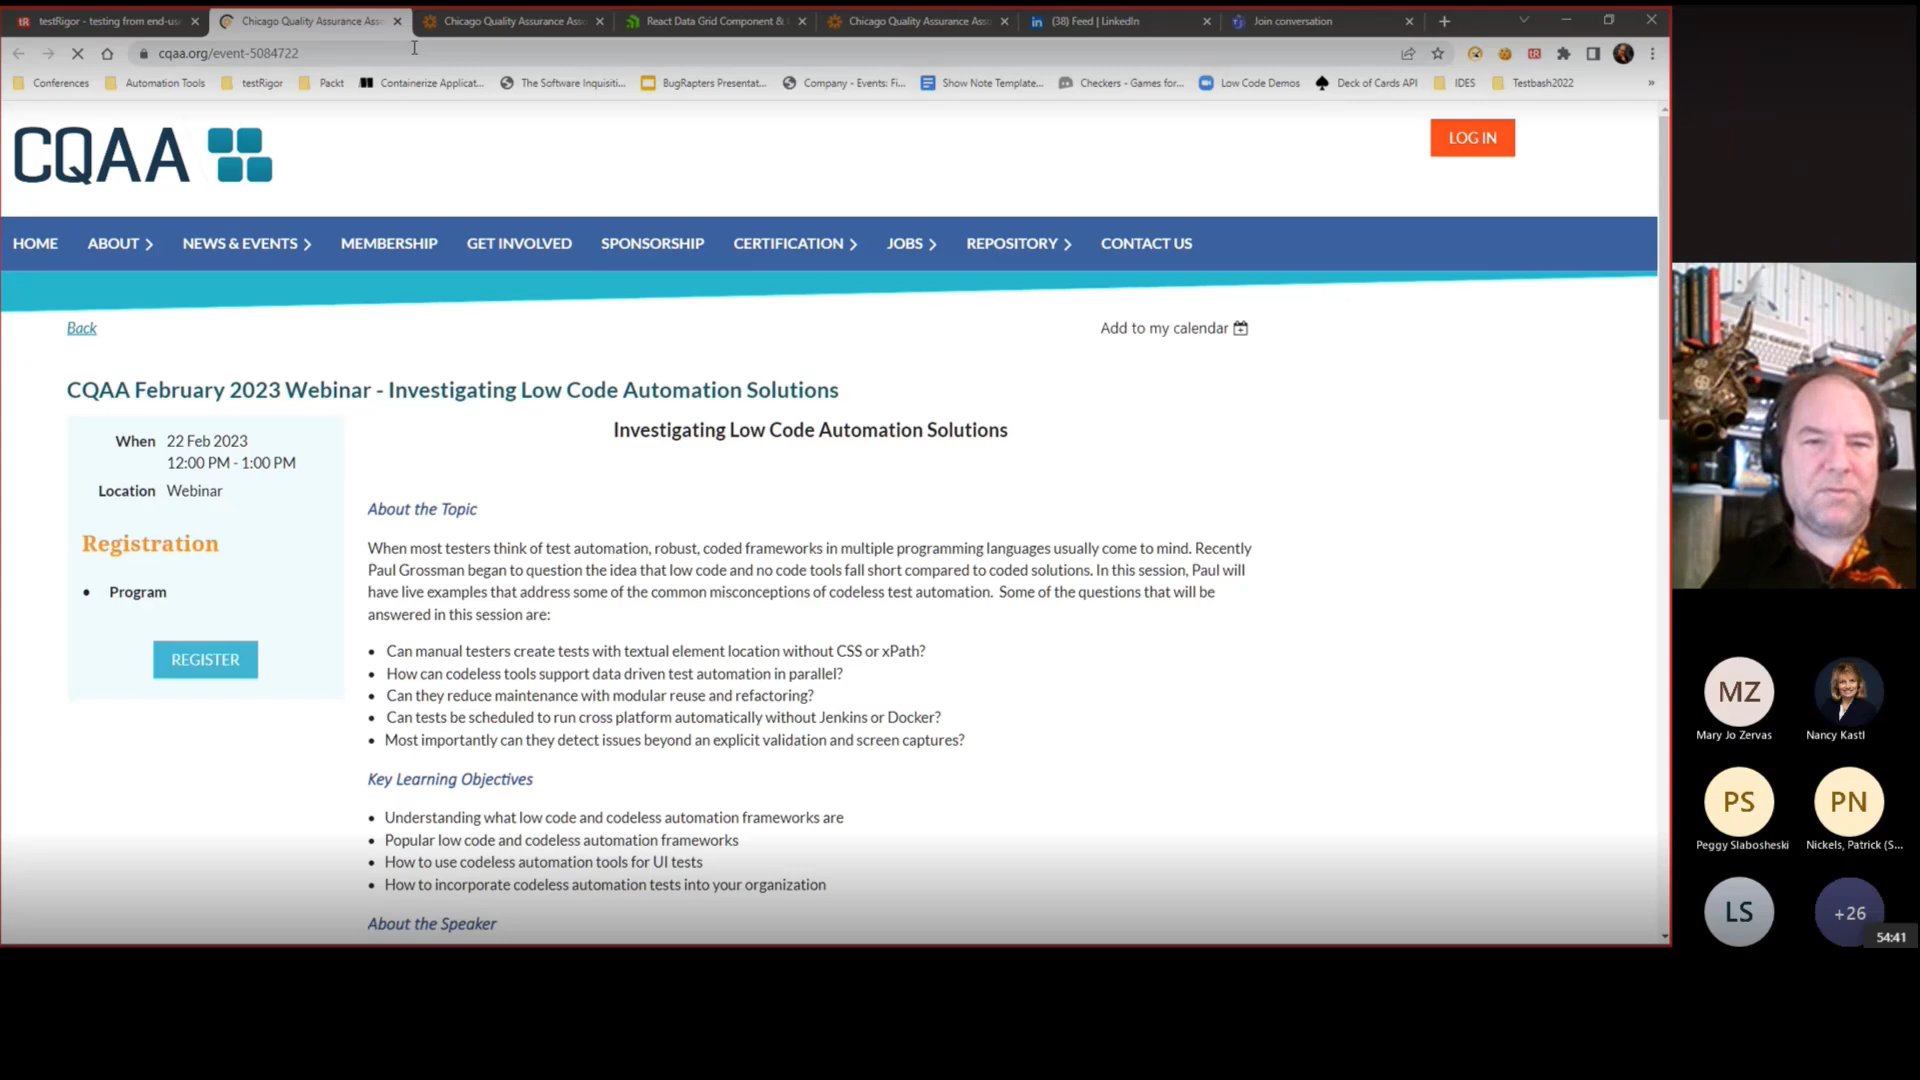 testRigor - testing from end-us
Chicago Quality Assurance Ass
Chicago Quality Assurance Ass
React Data Grid Component &
Chicago Quality Assurance Ass
(38) Feed | LinkedIn
Join conversation
cqaa.org/event-5084722
Conferences
Automation Tools
testRigor
Packt
Containerize Applicat...
The Software Inquisiti...
BugRapters Presentat...
Company - Events: Fi...
Show Note Template...
Checkers - Games for...
Low Code Demos
Deck of Cards API
IDES
Testbash2022
»
CQAA
LOG IN
HOME
ABOUT
NEWS & EVENTS
MEMBERSHIP
GET INVOLVED
SPONSORSHIP
CERTIFICATION
JOBS
REPOSITORY
CONTACT US
Back
Add to my calendar
CQAA February 2023 Webinar - Investigating Low Code Automation Solutions
When 22 Feb 2023
12:00 PM - 1:00 PM
Location Webinar
Registration
• Program
REGISTER
Investigating Low Code Automation Solutions
About the Topic
When most testers think of test automation, robust, coded frameworks in multiple programming languages usually come to mind. Recently
Paul Grossman began to question the idea that low code and no code tools fall short compared to coded solutions. In this session, Paul will
have live examples that address some of the common misconceptions of codeless test automation. Some of the questions that will be
answered in this session are:
• Can manual testers create tests with textual element location without CSS or xPath?
• How can codeless tools support data driven test automation in parallel?
• Can they reduce maintenance with modular reuse and refactoring?
• Can tests be scheduled to run cross platform automatically without Jenkins or Docker?
• Most importantly can they detect issues beyond an explicit validation and screen captures?
Key Learning Objectives
• Understanding what low code and codeless automation frameworks are
• Popular low code and codeless automation frameworks
• How to use codeless automation tools for UI tests
• How to incorporate codeless automation tests into your organization
About the Speaker
MZ
Mary Jo Zervas
Nancy Kastl
PS
Peggy Slabosheski
PN
Nickels, Patrick (S...
LS
+26
54:41